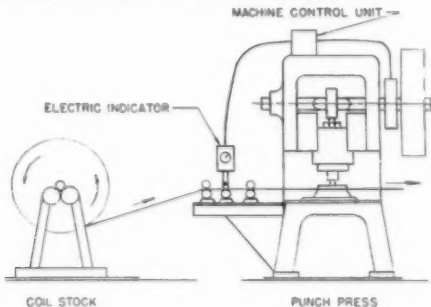 MACHINE CONTROL UNIT
ELECTRIC INDICATOR
COIL STOCK
PUNCH PRESS